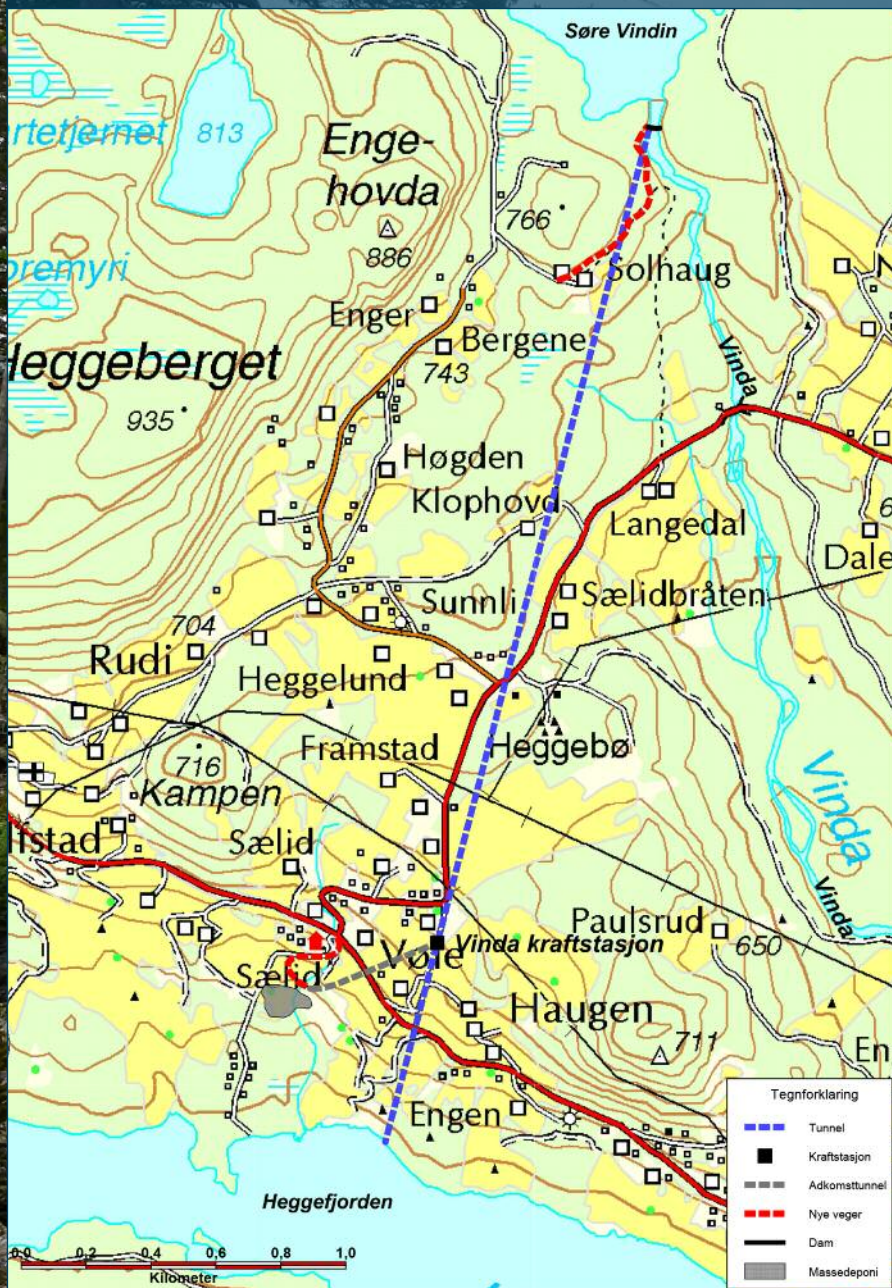 Søre Vindin
rtetjernet
813
Enge-
hovda
886
766
oremyri
Solhaug
Enger
Bergene
743
Heggeberget
935
Vinda
Høgden
Klophovd
Langedal
Dale
Sunnli
Sælidbråten
704
Rudi
Heggelund
Framstad
Heggebø
716
Kampen
Vinda
lfstad
Sælid
Vinda
Paulsrud
650
Vinda kraftstasjon
Vøle
Sælid
Haugen
711
En
Engen
Heggefjorden
0,0 0,2 0,4 0,6 0,8 1,0
Kilometer
Tegnforklaring
Tunnel
Kraftstasjon
Adkomsttunnel
Nye veger
Dam
Massedeponi